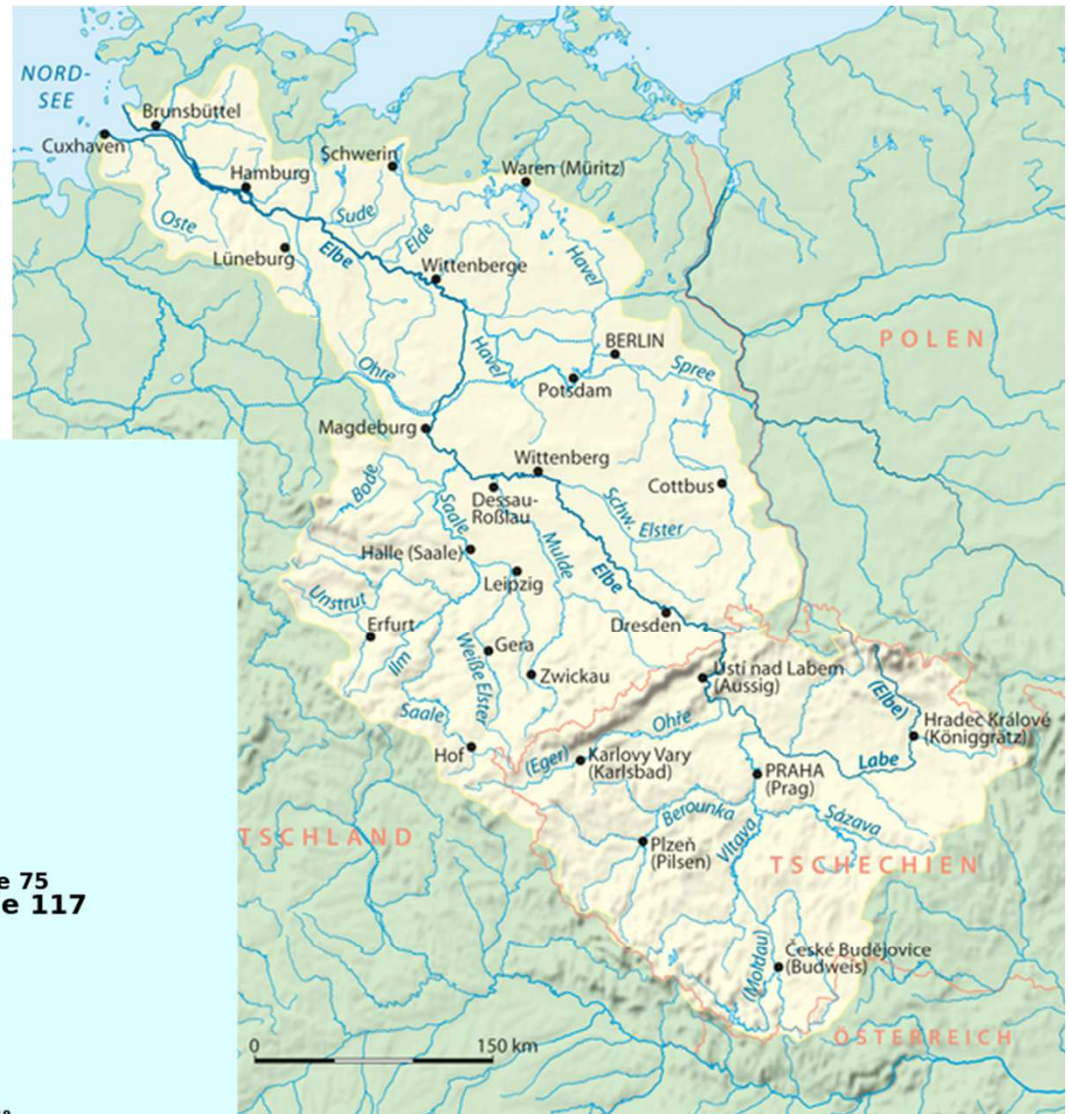 NORD-
SEE
Brunsbüttel
Cuxhaven
Schwerin
Waren (Müritz)
Hamburg
Oste
Sude
Elde
Lüneburg
Elbe
Wittenberge
Havel
POLEN
BERLIN
Havel
Spree
Ohre
Potsdam
Magdeburg
Wittenberg
Bode
Cottbus
Dessau-
Roßlau
Saale
Schw. Elster
Halle (Saale)
Mulde
Leipzig
Elbe
Unstrut
Erfurt
Dresden
Ilm
Weiße Elster
Gera
Zwickau
Ústí nad Labem
(Aussig)
(Elbe)
Saale
Ohře
Hradec Králové
(Königgrätz)
Hof
(Eger)
Karlovy Vary
(Karlsbad)
Labe
PRAHA
(Prag)
Berounka
Sázava
TSCHLAND
Plzeň
(Pilsen)
Vltava
TSCHECHIEN
e 75
e 117
(Moldau)
České Budějovice
(Budweis)
ÖSTERREICH
0 150 km